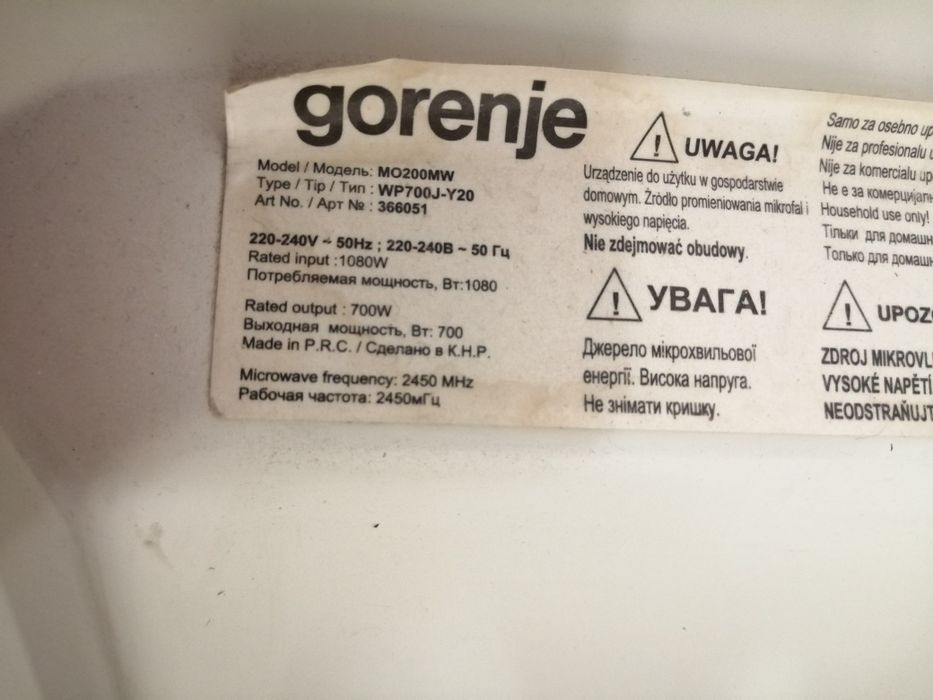 gorenje
Model / Модель: MO200MW
Type / Tip / Тип : WP700J-Y20
Art No. / Арт № : 366051
220-240V ~ 50Hz ; 220-240В ~ 50 Гц
Rated input :1080W
Потребляемая мощность, Вт:1080
Rated output : 700W
Выходная мощность, Вт: 700
Made in P.R.C. / Сделано в К.Н.Р.
Microwave frequency: 2450 MHz
Рабочая частота: 2450мГц
UWAGA!
Urządzenie do użytku w gospodarstwie
domowym. Źródło promieniowania mikrofal i
wysokiego napięcia.
Nie zdejmować obudowy.
УВАГА!
Джерело мікрохвильової
енергії. Висока напруга.
Не знімати кришку.
Samo za osebno up
Nije za profesionalu u
Nije za komercialu up
Не е за комерциjалн
Household use only!
Тільки для домашн
Только для домашн
UPOZO
ZDROJ MIKROVL
VYSOKÉ NAPĚTÍ
NEODSTRAŇUJT